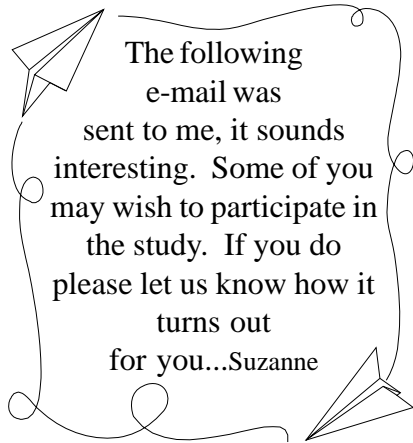 The following
e-mail was
sent to me, it sounds
interesting.  Some of you
may wish to participate in
the study.  If you do
please let us know how it
turns out
for you...Suzanne